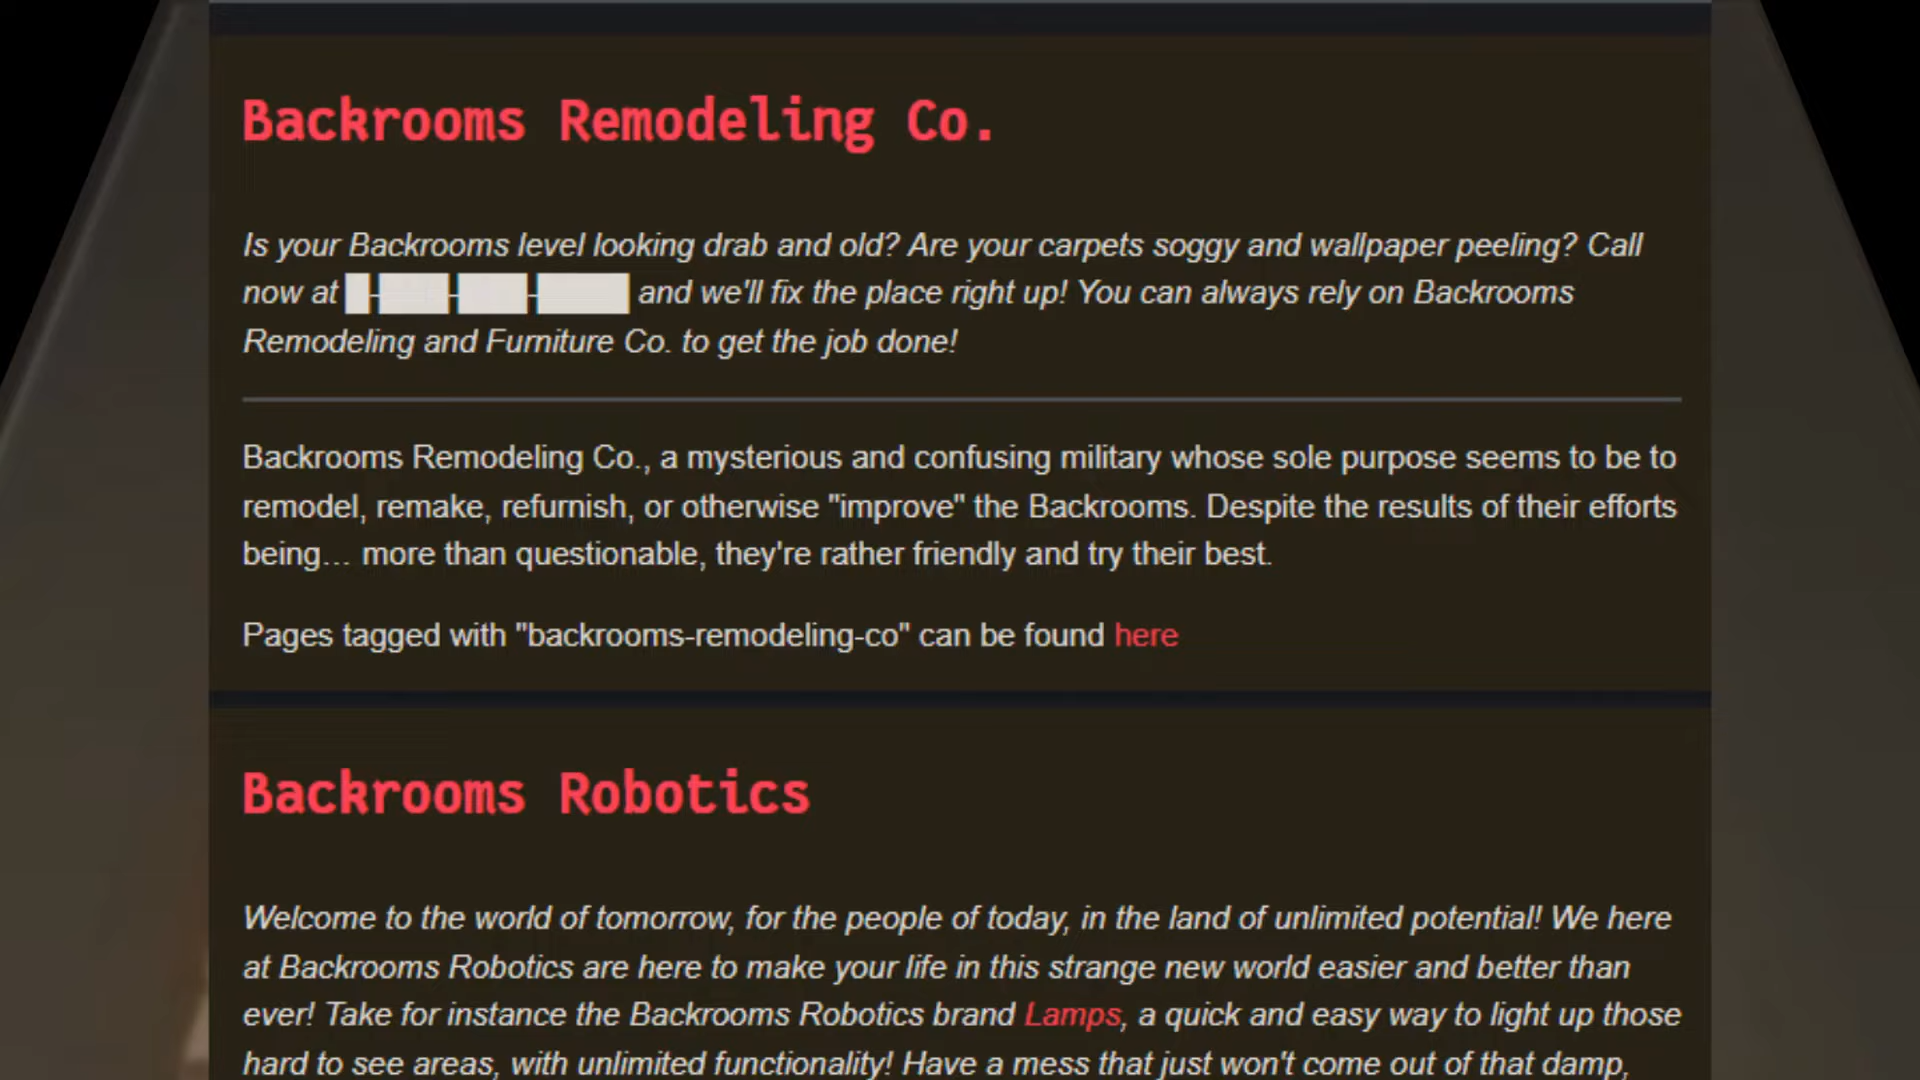 Backrooms Remodeling Co.
Is your Backrooms level looking drab and old? Are your carpets soggy and wallpaper peeling? Call
now at █-███-███-████ and we'll fix the place right up! You can always rely on Backrooms
Remodeling and Furniture Co. to get the job done!
Backrooms Remodeling Co., a mysterious and confusing military whose sole purpose seems to be to
remodel, remake, refurnish, or otherwise "improve" the Backrooms. Despite the results of their efforts
being... more than questionable, they're rather friendly and try their best.
Pages tagged with "backrooms-remodeling-co" can be found here
Backrooms Robotics
Welcome to the world of tomorrow, for the people of today, in the land of unlimited potential! We here
at Backrooms Robotics are here to make your life in this strange new world easier and better than
ever! Take for instance the Backrooms Robotics brand Lamps, a quick and easy way to light up those
hard to see areas, with unlimited functionality! Have a mess that just won't come out of that damp,